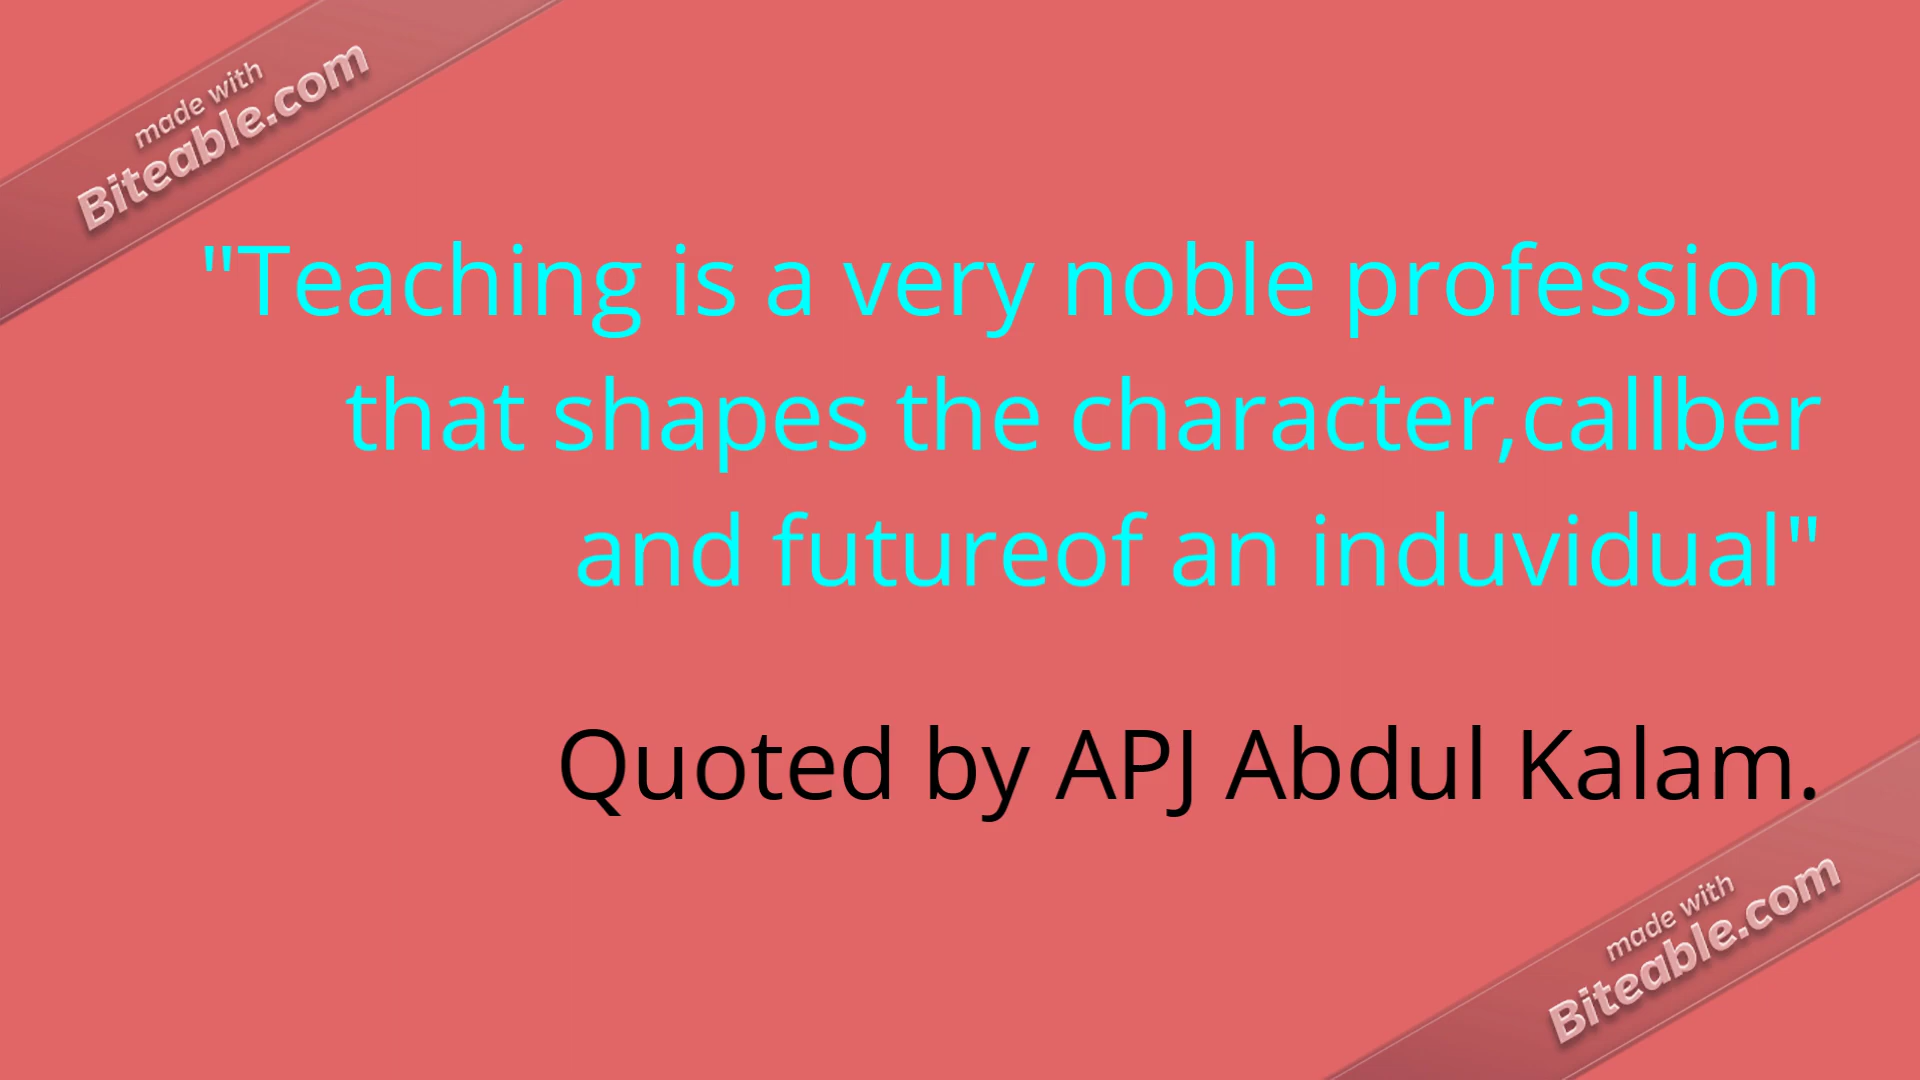 made with
Biteable.com
"Teaching is a very noble profession
that shapes the character,callber
and futureof an induvidual"
Quoted by APJ Abdul Kalam.
made with
Biteable.com